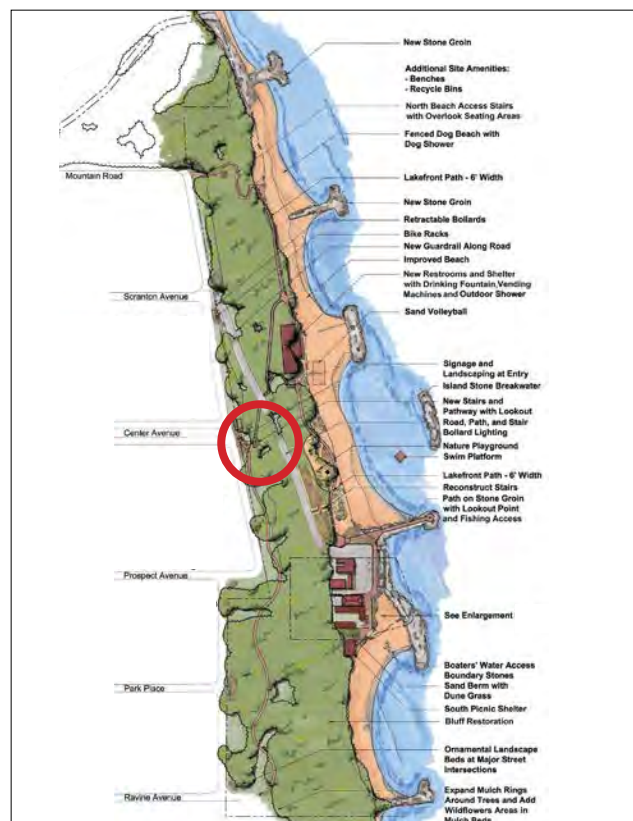 New Stone Groin
Additional Site Amenities:
- Benches
- Recycle Bins
North Beach Access Stairs
with Overlook Seating Areas
Fenced Dog Beach with
Dog Shower
Mountain Road
Lakefront Path - 6' Width
New Stone Groin
Retractable Bollards
Bike Racks
New Guardrail Along Road
Improved Beach
New Restrooms and Shelter
with Drinking Fountain,Vending
Machines and Outdoor Shower
Scranton Avenue
Sand Volleyball
Signage and
Landscaping at Entry
Island Stone Breakwater
New Stairs and
Pathway with Lookout
Road, Path, and Stair
Bollard Lighting
Center Avenue
Nature Playground
Swim Platform
Lakefront Path - 6' Width
Reconstruct Stairs
Path on Stone Groin
with Lookout Point
and Fishing Access
Prospect Avenue
See Enlargement
Boaters' Water Access
Boundary Stones
Sand Berm with
Dune Grass
Park Place
South Picnic Shelter
Bluff Restoration
Ornamental Landscape
Beds at Major Street
Intersections
Ravine Avenue
Expand Mulch Rings
Around Trees and Add
Wildflowers Areas in
Mulch Beds